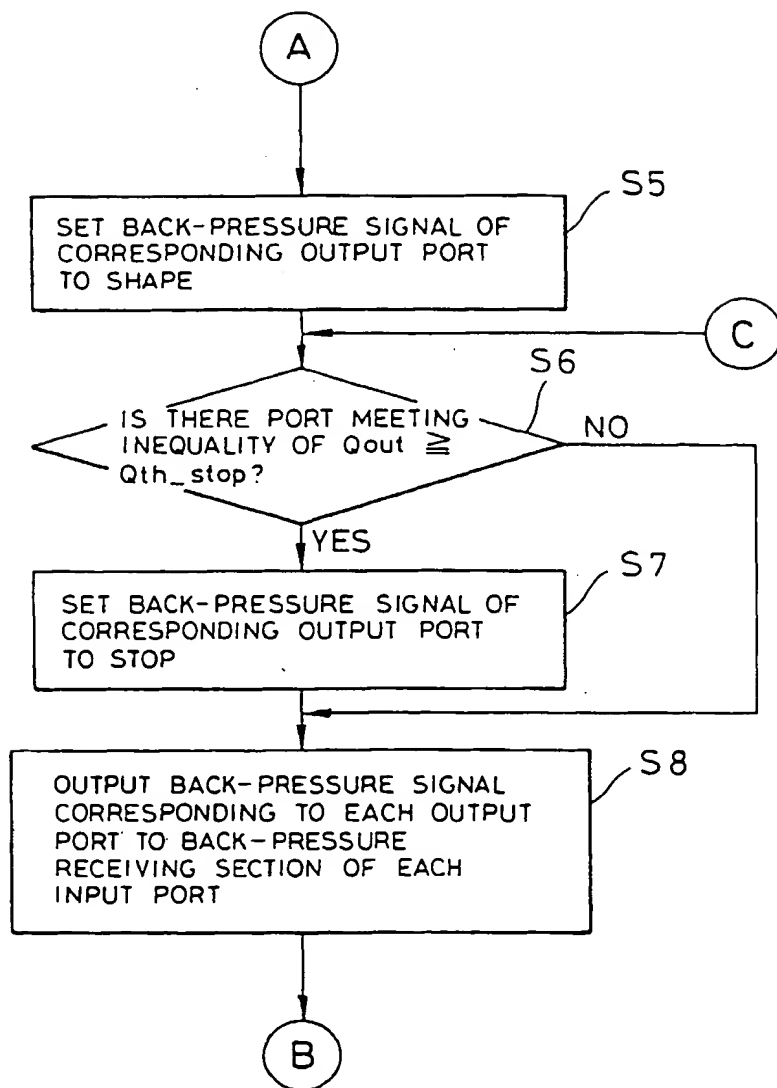 A
S5
SET BACK-PRESSURE SIGNAL OF
CORRESPONDING OUTPUT PORT
TO SHAPE
C
S6
IS THERE PORT MEETING
INEQUALITY OF Qout ≧
Qth_stop?
NO
YES
S7
SET BACK-PRESSURE SIGNAL OF
CORRESPONDING OUTPUT PORT
TO STOP
S8
OUTPUT BACK-PRESSURE SIGNAL
CORRESPONDING TO EACH OUTPUT
PORT TO BACK-PRESSURE
RECEIVING SECTION OF EACH
INPUT PORT
B